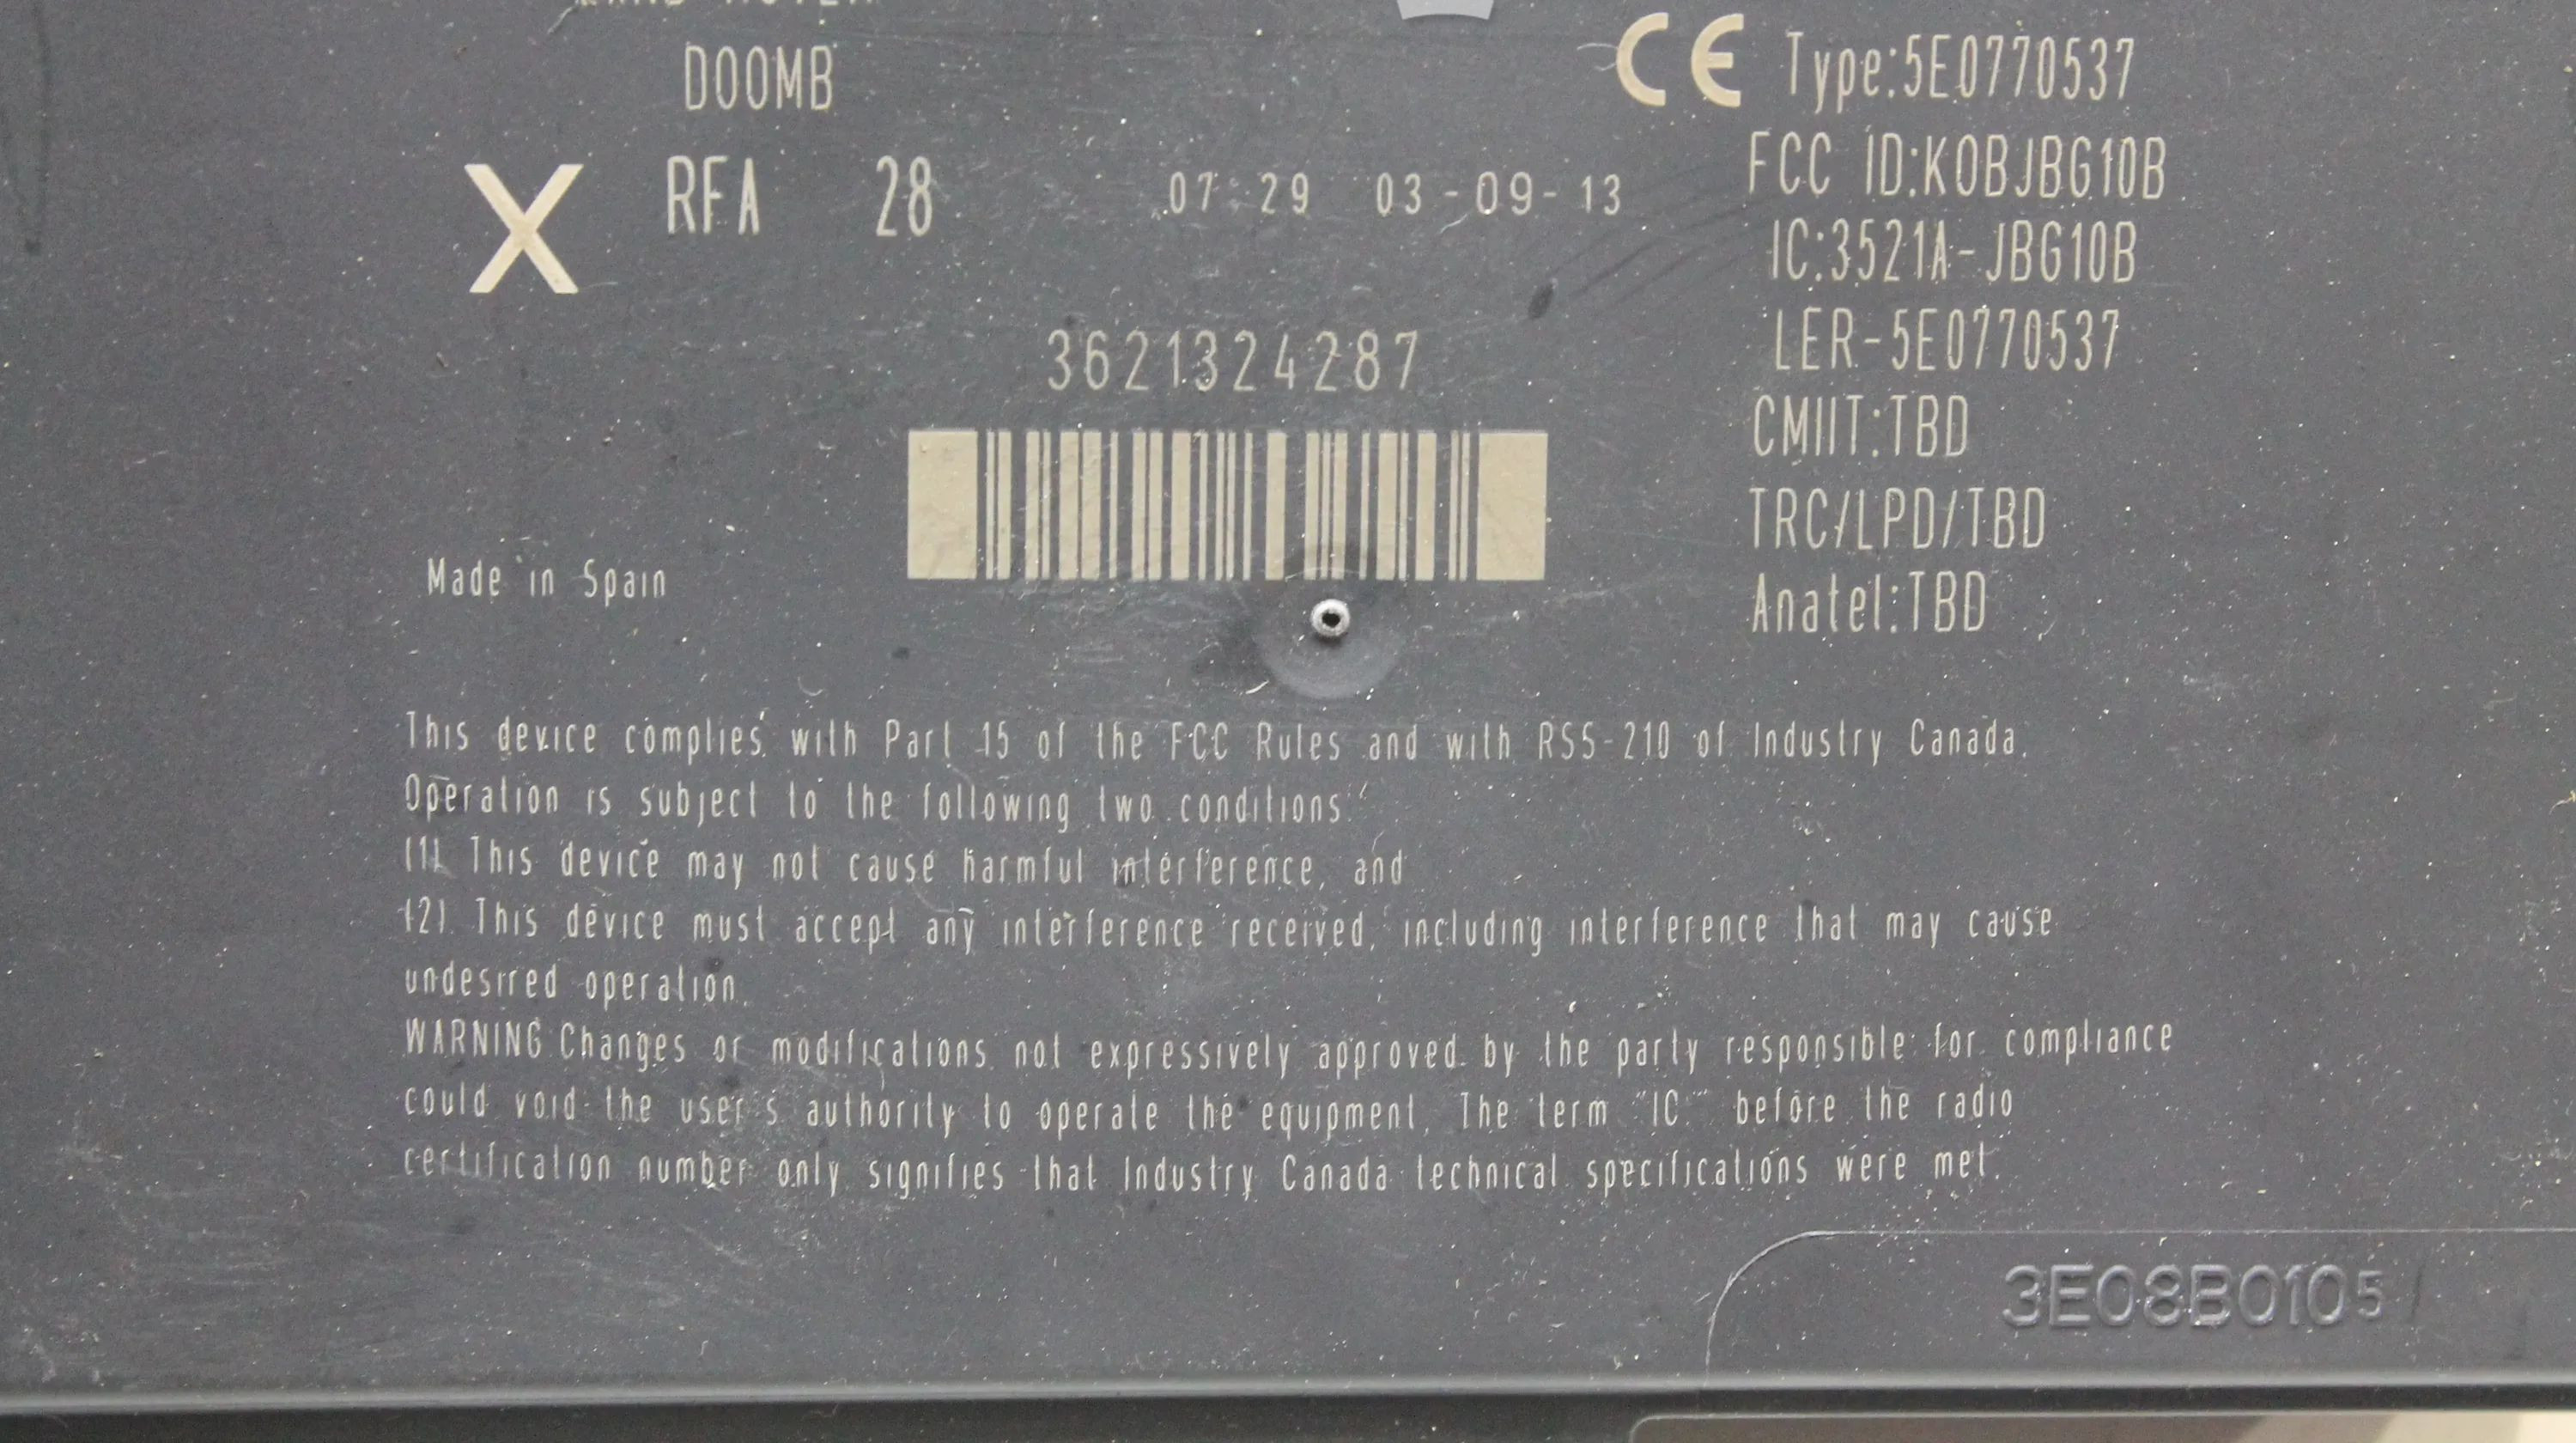 DOOMB
X RFA 28
07:29 03-09-13
CE Type:5E0770537
FCC ID:KOBJBG10B
IC:3521A-JBG10B
LER-5E0770537
CMIIT:TBD
TRC/LPD/TBD
Anatel:TBD
3621324287
Made in Spain
This device complies with Part 15 of the FCC Rules and with RSS-210 of Industry Canada.
Operation is subject to the following two conditions:
(1) This device may not cause harmful interference, and
(2) This device must accept any interference received, including interference that may cause
undesired operation.
WARNING:Changes or modifications not expressively approved by the party responsible for compliance
could void the user's authority to operate the equipment. The term "IC:" before the radio
certification number only signifies that Industry Canada technical specifications were met.
3E08B0105